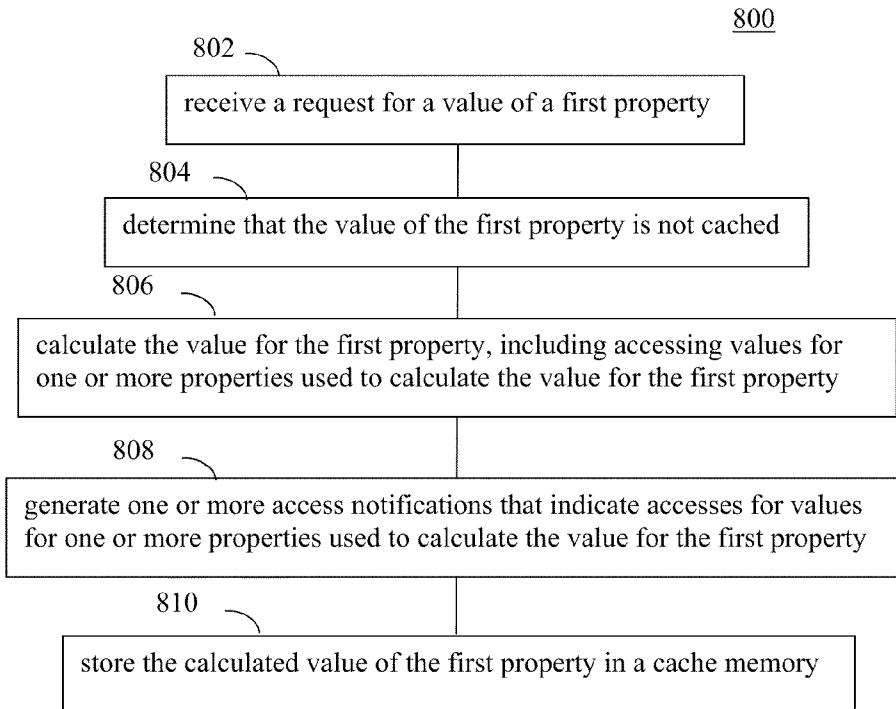 800
802
receive a request for a value of a first property
804
determine that the value of the first property is not cached
806
calculate the value for the first property, including accessing values for
one or more properties used to calculate the value for the first property
808
generate one or more access notifications that indicate accesses for values
for one or more properties used to calculate the value for the first property
810
store the calculated value of the first property in a cache memory